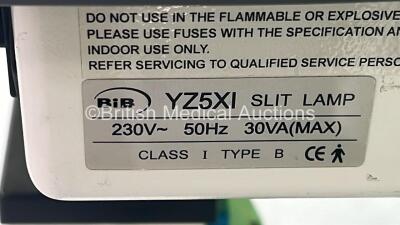 DO NOT USE IN THE FLAMMABLE OR EXPLOSIVE
PLEASE USE FUSES WITH THE SPECIFICATION AN
INDOOR USE ONLY.
REFER SERVICING TO QUALIFIED SERVICE PERSO
BiB YZ5XI SLIT LAMP
230V~ 50Hz 30VA(MAX)
CLASS I TYPE B CE
British Medical Auctions